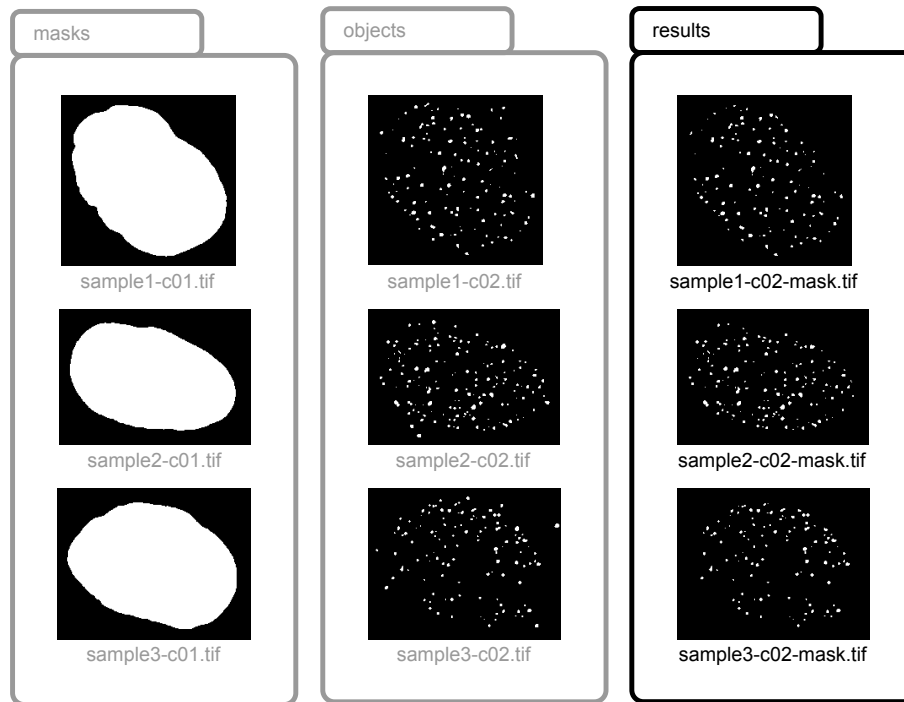 masks
objects
results
sample1-c01.tif
sample1-c02.tif
sample1-c02-mask.tif
sample2-c01.tif
sample2-c02.tif
sample2-c02-mask.tif
sample3-c01.tif
sample3-c02.tif
sample3-c02-mask.tif